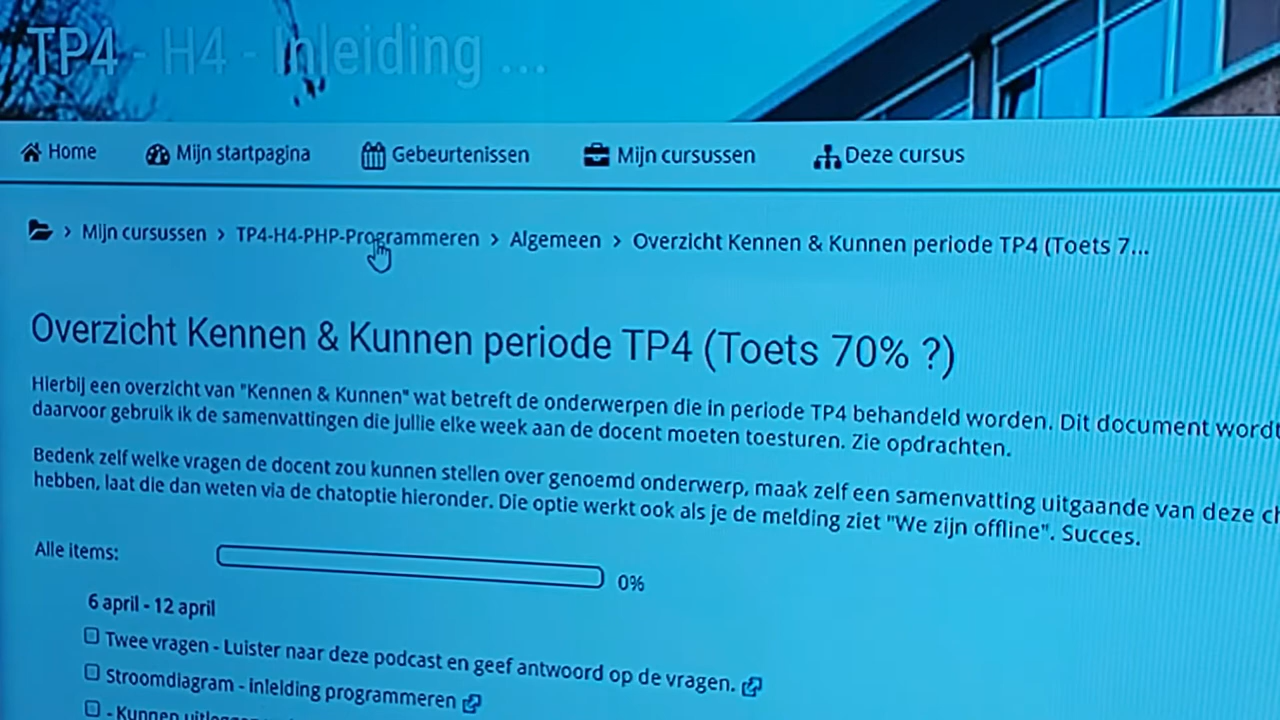 TP4 - H4 - Inleiding ...
Home Mijn startpagina Gebeurtenissen Mijn cursussen Deze cursus
> Mijn cursussen > TP4-H4-PHP-Programmeren > Algemeen > Overzicht Kennen & Kunnen periode TP4 (Toets 7...
Overzicht Kennen & Kunnen periode TP4 (Toets 70% ?)
Hierbij een overzicht van "Kennen & Kunnen" wat betreft de onderwerpen die in periode TP4 behandeld worden. Dit document wordt
daarvoor gebruik ik de samenvattingen die jullie elke week aan de docent moeten toesturen. Zie opdrachten.
Bedenk zelf welke vragen de docent zou kunnen stellen over genoemd onderwerp, maak zelf een samenvatting uitgaande van deze
hebben, laat die dan weten via de chatoptie hieronder. Die optie werkt ook als je de melding ziet "We zijn offline". Succes.
Alle items: 0%
6 april - 12 april
Twee vragen - Luister naar deze podcast en geef antwoord op de vragen.
Stroomdiagram - inleiding programmeren
- Kunnen